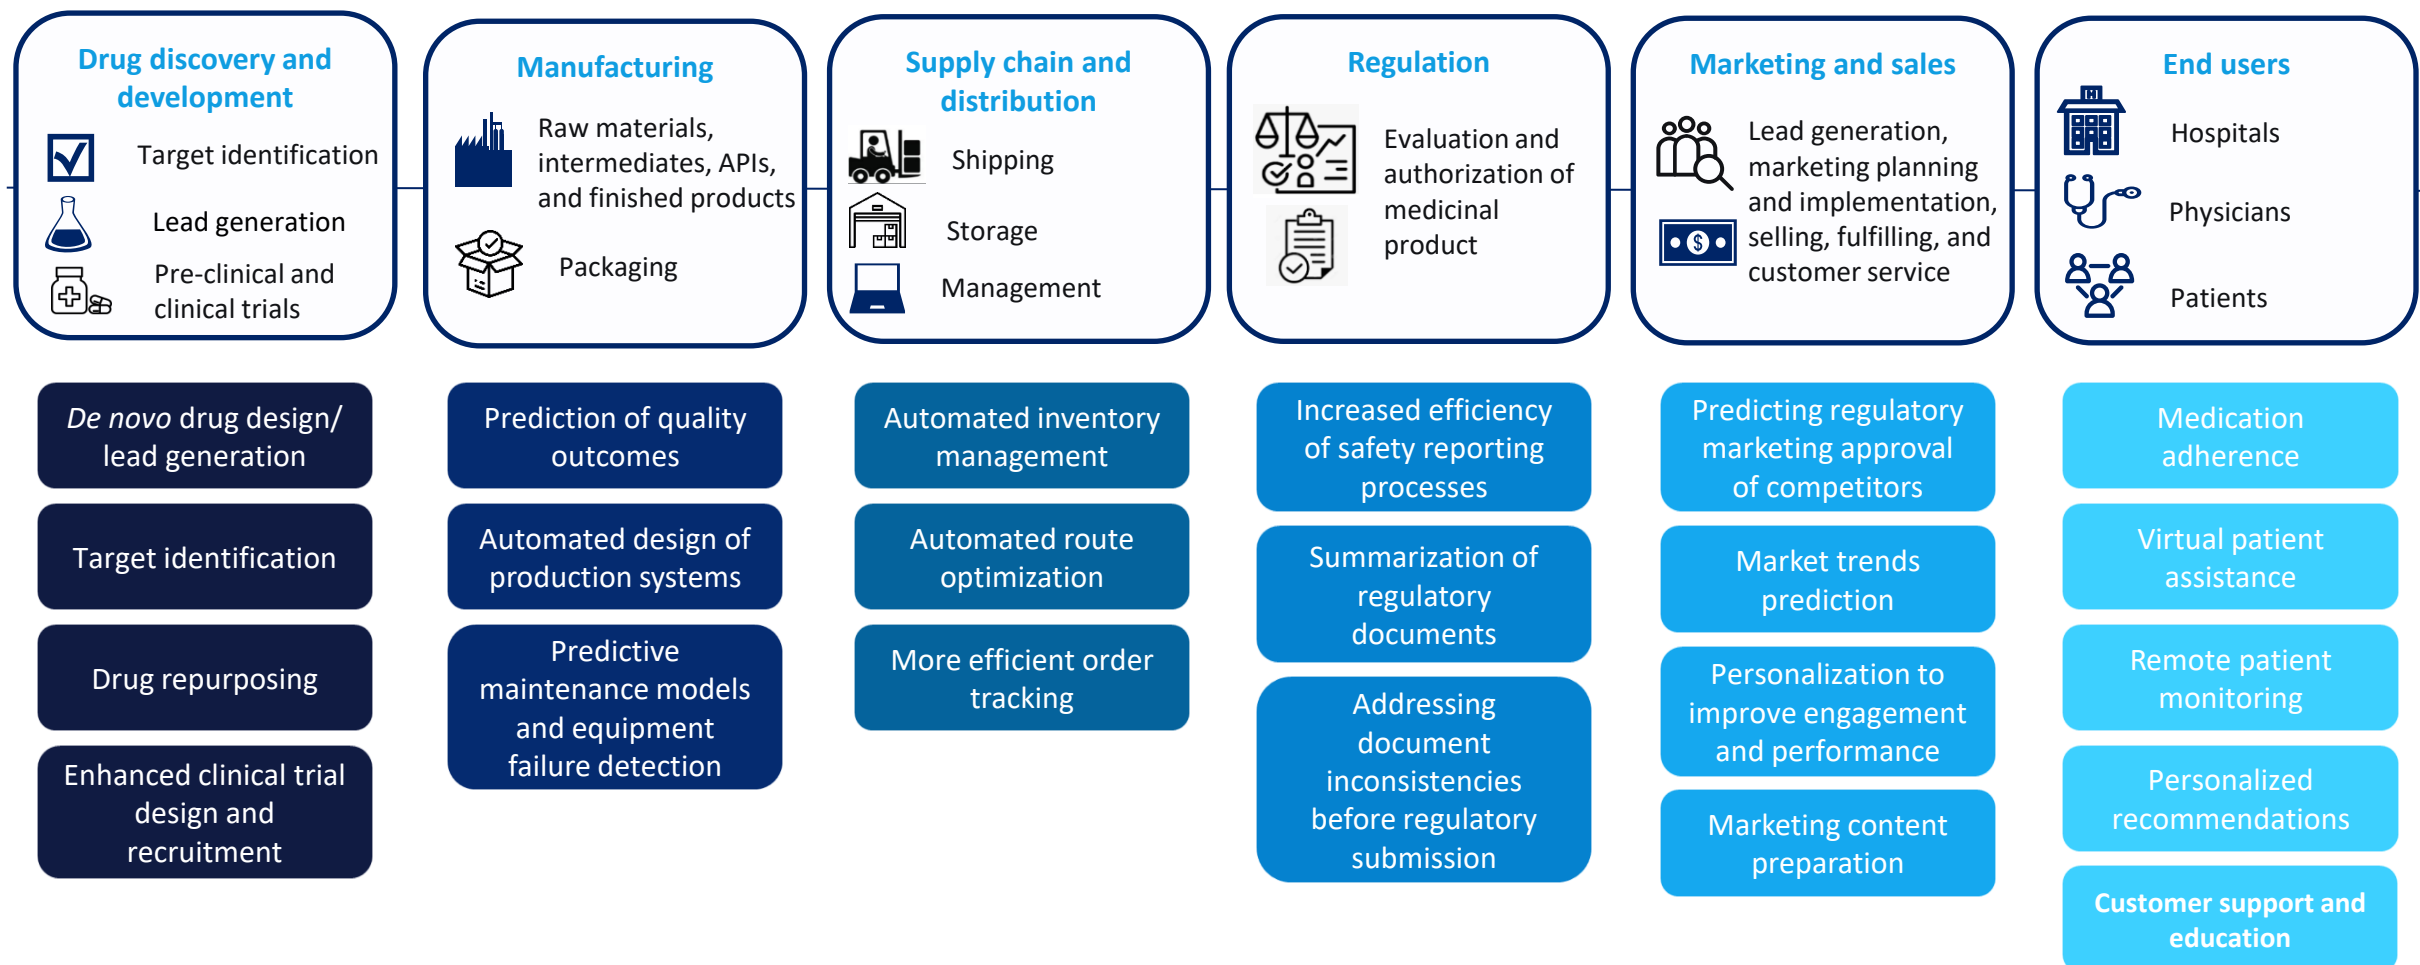 Drug discovery and
development
Target identification
Lead generation
Pre-clinical and
clinical trials
Manufacturing
Raw materials,
intermediates, APIs,
and finished products
Packaging
Supply chain and
distribution
Shipping
Storage
Management
Regulation
Evaluation and
authorization of
medicinal
product
Marketing and sales
Lead generation,
marketing planning
and implementation,
selling, fulfilling, and
customer service
$
End users
Hospitals
Physicians
Patients
De novo drug design/
lead generation
Target identification
Drug repurposing
Enhanced clinical trial
design and
recruitment
Prediction of quality
outcomes
Automated design of
production systems
Predictive
maintenance models
and equipment
failure detection
Automated inventory
management
Automated route
optimization
More efficient order
tracking
Increased efficiency
of safety reporting
processes
Summarization of
regulatory
documents
Addressing
document
inconsistencies
before regulatory
submission
Predicting regulatory
marketing approval
of competitors
Market trends
prediction
Personalization to
improve engagement
and performance
Marketing content
preparation
Medication
adherence
Virtual patient
assistance
Remote patient
monitoring
Personalized
recommendations
Customer support and
education